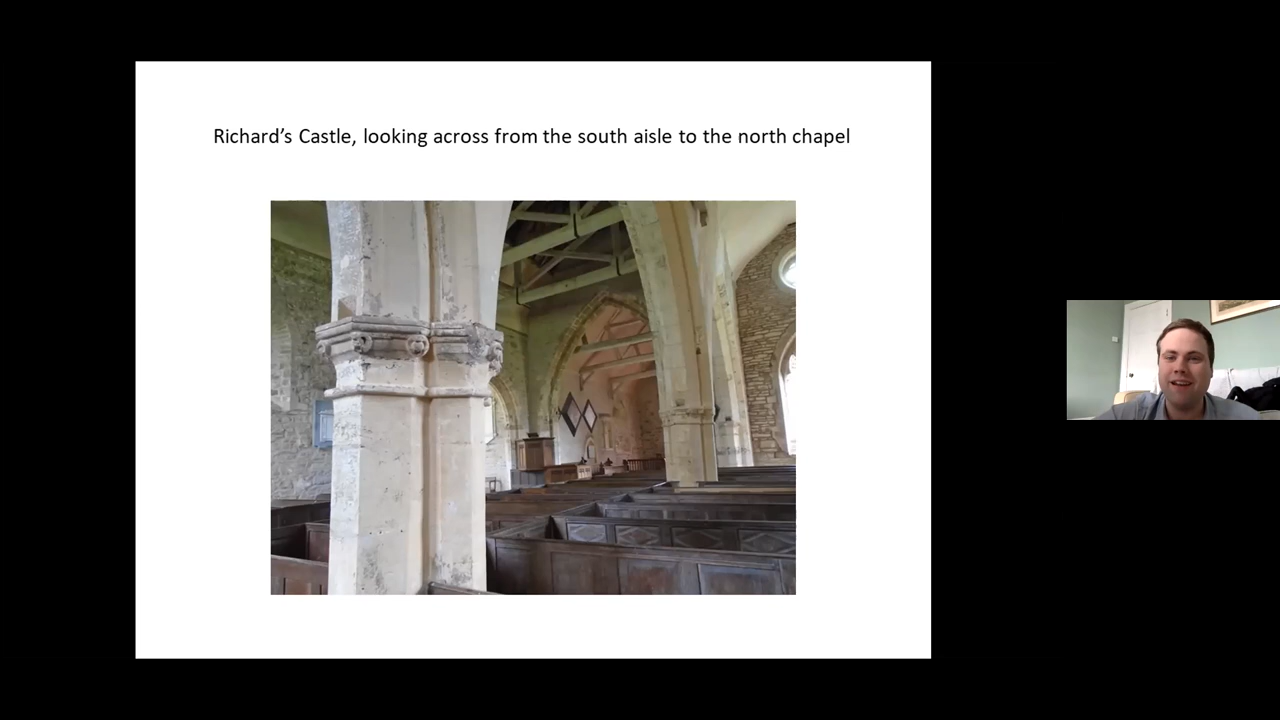 Richard’s Castle, looking across from the south aisle to the north chapel